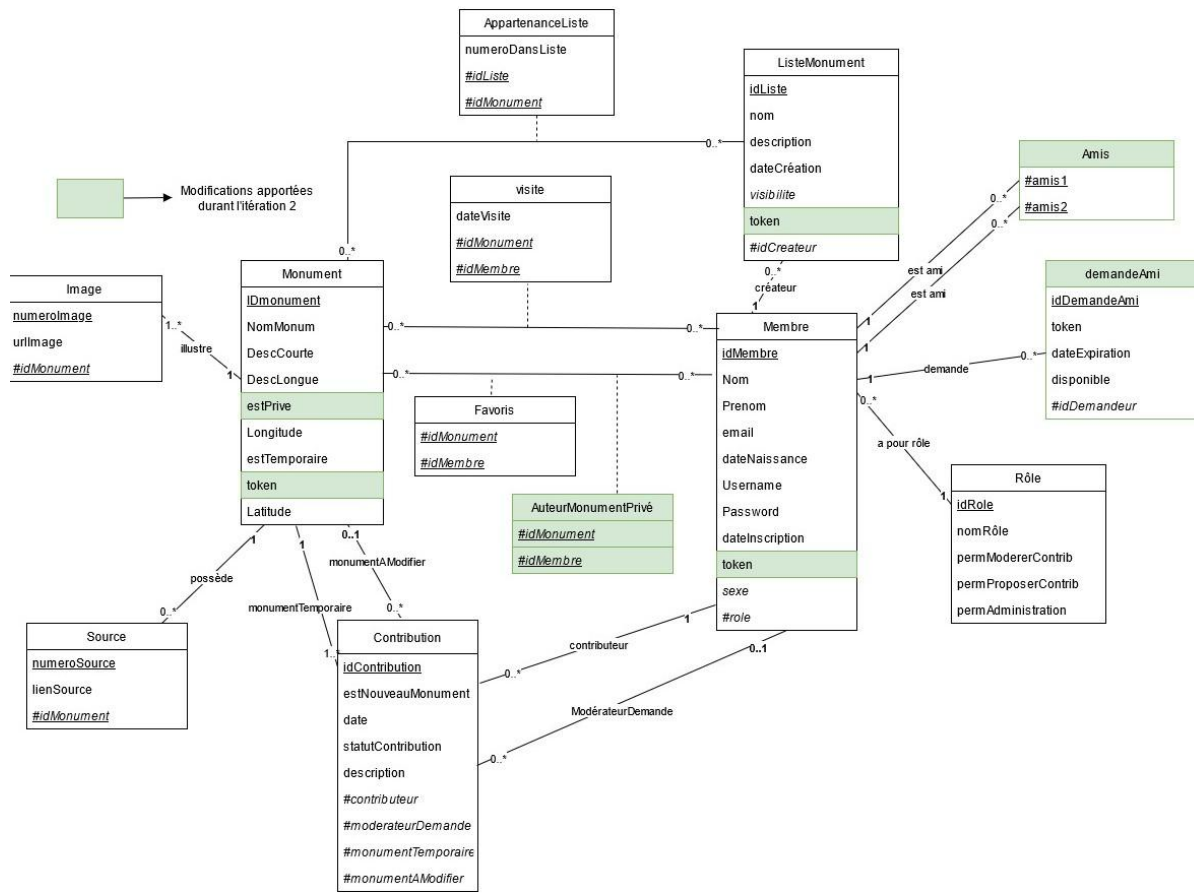 AppartenanceListe
numeroDansListe
#idListe
#idMonument
ListeMonument
idListe
nom
description
dateCréation
visibilite
token
#idCreateur
0..*
0..*
0..*
créateur
Modifications apportées
durant l'itération 2
visite
dateVisite
#idMonument
#idMembre
Amis
#amis1
#amis2
0..*
0..*
est ami
est ami
1
1
demandeAmi
idDemandeAmi
token
dateExpiration
disponible
#idDemandeur
demande
1
0..*
Image
numeroImage
urlImage
#idMonument
1..*
illustre
1
Monument
IDmonument
NomMonum
DescCourte
DescLongue
estPrive
Longitude
estTemporaire
token
Latitude
0..*
0..*
0..*
0..*
Favoris
#idMonument
#idMembre
AuteurMonumentPrivé
#idMonument
#idMembre
1
Membre
idMembre
Nom
Prenom
email
dateNaissance
Username
Password
dateInscription
token
sexe
#role
0..*
a pour rôle
1
Rôle
idRole
nomRôle
permModererContrib
permProposerContrib
permAdministration
1
possède
0..*
Source
numeroSource
lienSource
#idMonument
1
monumentTemporaire
1..*
0..1
monumentAModifier
0..*
Contribution
idContribution
estNouveauMonument
date
statutContribution
description
#contributeur
#moderateurDemande
#monumentTemporaire
#monumentAModifier
1
contributeur
0..*
0..1
ModérateurDemande
0..*